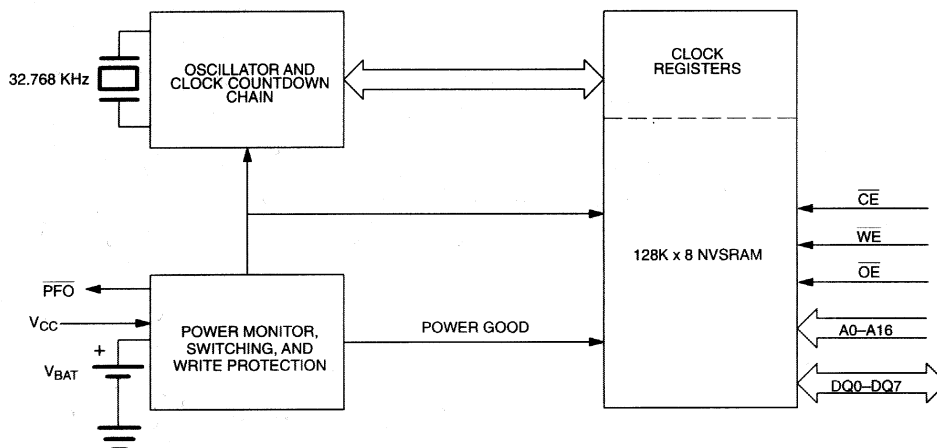 32.768 KHz
OSCILLATOR AND
CLOCK COUNTDOWN
CHAIN
CLOCK
REGISTERS
128K x 8 NVSRAM
CE
WE
OE
A0–A16
DQ0–DQ7
PFO
VCC
+
VBAT
POWER MONITOR,
SWITCHING, AND
WRITE PROTECTION
POWER GOOD